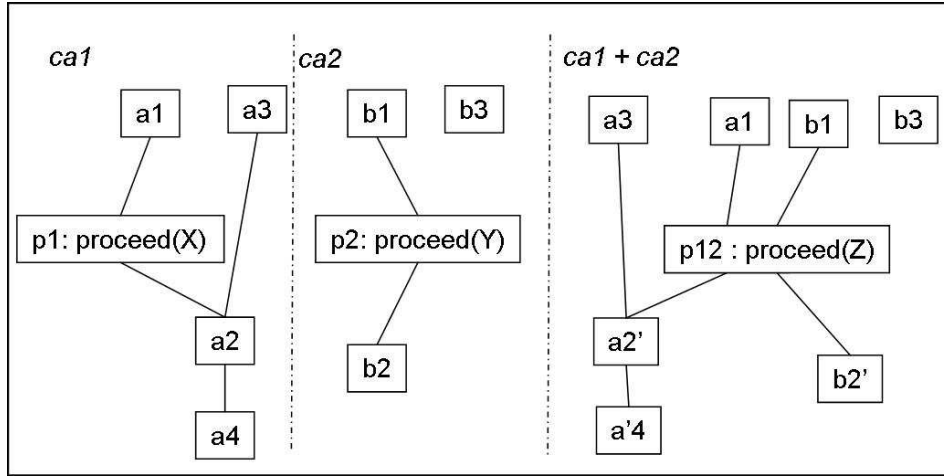 ca1
a1
a3
p1: proceed(X)
a2
a4
ca2
b1
b3
p2: proceed(Y)
b2
ca1 + ca2
a3
a1
b1
b3
p12 : proceed(Z)
a2’
b2’
a’4